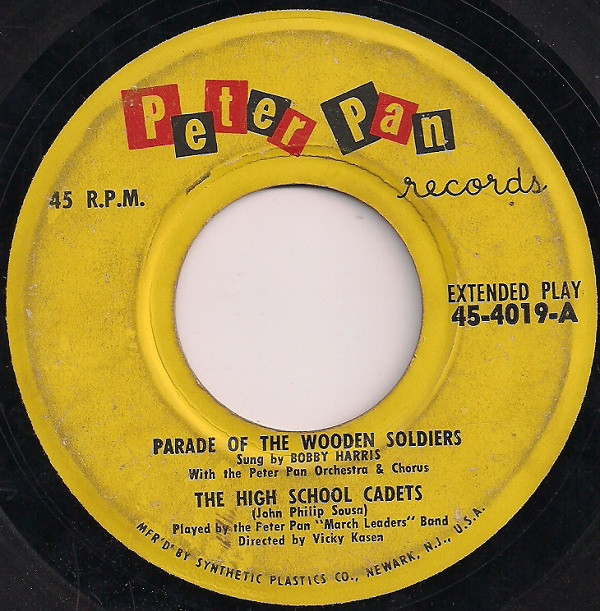 Peter Pan
records
45 R.P.M.
EXTENDED PLAY
45-4019-A
PARADE OF THE WOODEN SOLDIERS
Sung by BOBBY HARRIS
With the Peter Pan Orchestra & Chorus
THE HIGH SCHOOL CADETS
(John Philip Sousa)
Played by the Peter Pan "March Leaders" Band
Directed by Vicky Kasen
MFR'D' BY SYNTHETIC PLASTICS CO., NEWARK, N.J., U.S.A.